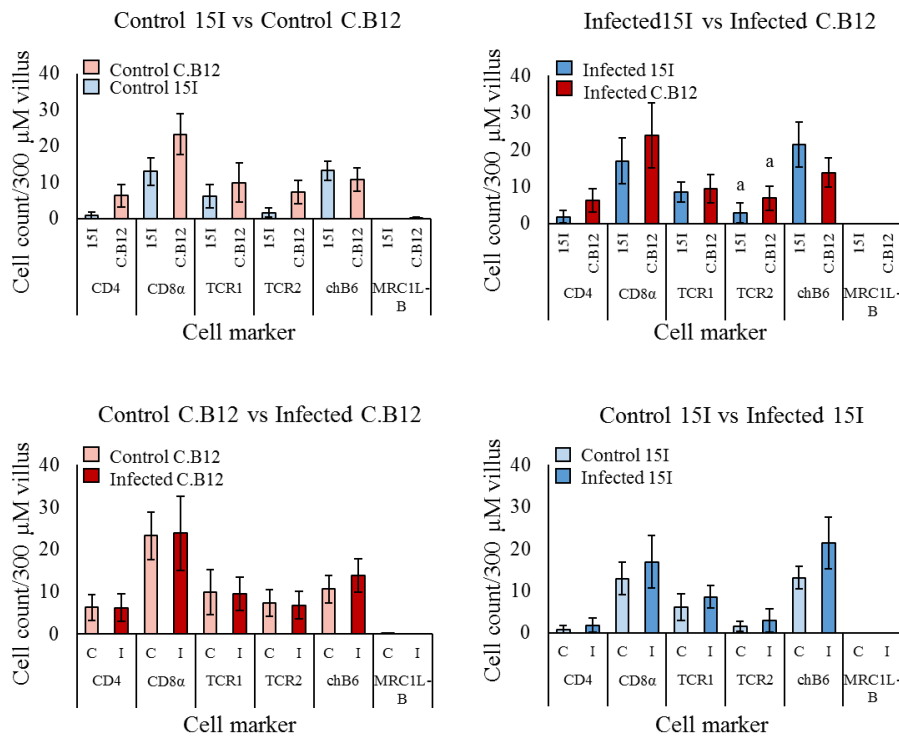 Control 15I vs Control C.B12
Cell count/300 µM villus
40
30
20
10
0
Control C.B12
Control 15I
15I
C.B12
15I
C.B12
15I
C.B12
15I
C.B12
15I
C.B12
15I
C.B12
CD4
CD8α
TCR1
TCR2
chB6
MRC1L-
B
Cell marker
Infected15I vs Infected C.B12
Cell count/300 µM villus
40
30
20
10
0
Infected 15I
Infected C.B12
a
a
15I
C.B12
15I
C.B12
15I
C.B12
15I
C.B12
15I
C.B12
15I
C.B12
CD4
CD8α
TCR1
TCR2
chB6
MRC1L-
B
Cell marker
Control C.B12 vs Infected C.B12
Cell count/300 µM villus
40
30
20
10
0
Control C.B12
Infected C.B12
C I C I C I C I C I C I
CD4
CD8α
TCR1
TCR2
chB6
MRC1L-
B
Cell marker
Control 15I vs Infected 15I
Cell count/300 µM villus
40
30
20
10
0
Control 15I
Infected 15I
C I C I C I C I C I C I
CD4
CD8α
TCR1
TCR2
chB6
MRC1L-
B
Cell marker